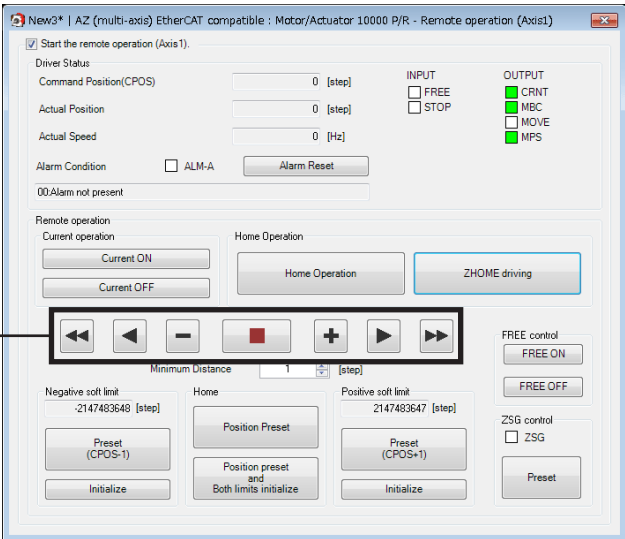 New3* | AZ (multi-axis) EtherCAT compatible : Motor/Actuator 10000 P/R - Remote operation (Axis1)
Start the remote operation (Axis1).
Driver Status
Command Position(CPOS) 0 [step]
Actual Position 0 [step]
Actual Speed 0 [Hz]
INPUT
FREE
STOP
OUTPUT
CRNT
MBC
MOVE
MPS
Alarm Condition ALM-A Alarm Reset
00:Alarm not present
Remote operation
Current operation
Current ON
Current OFF
Home Operation
Home Operation
ZHOME driving
Minimum Distance 1 [step]
FREE control
FREE ON
FREE OFF
Negative soft limit
-2147483648 [step]
Preset
(CPOS-1)
Initialize
Home
Position Preset
Position preset
and
Both limits initialize
Positive soft limit
2147483647 [step]
Preset
(CPOS+1)
Initialize
ZSG control
ZSG
Preset